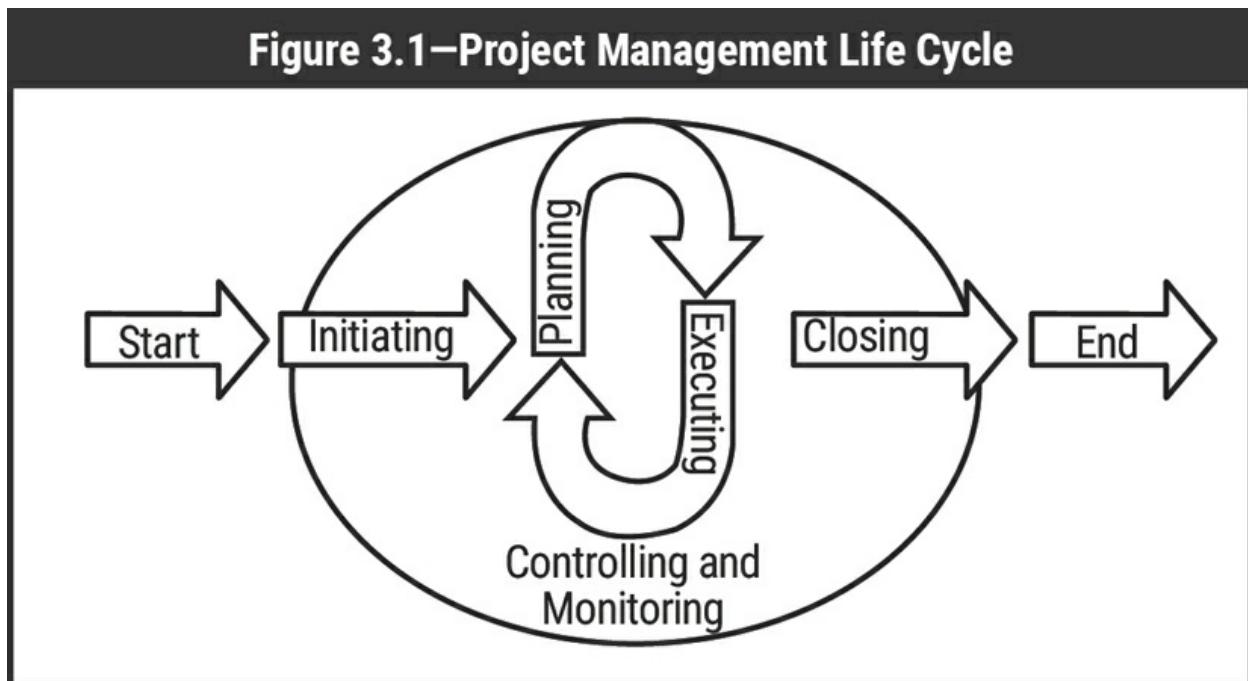 Figure 3.1—Project Management Life Cycle
Start
Initiating
Planning
Executing
Closing
End
Controlling and
Monitoring